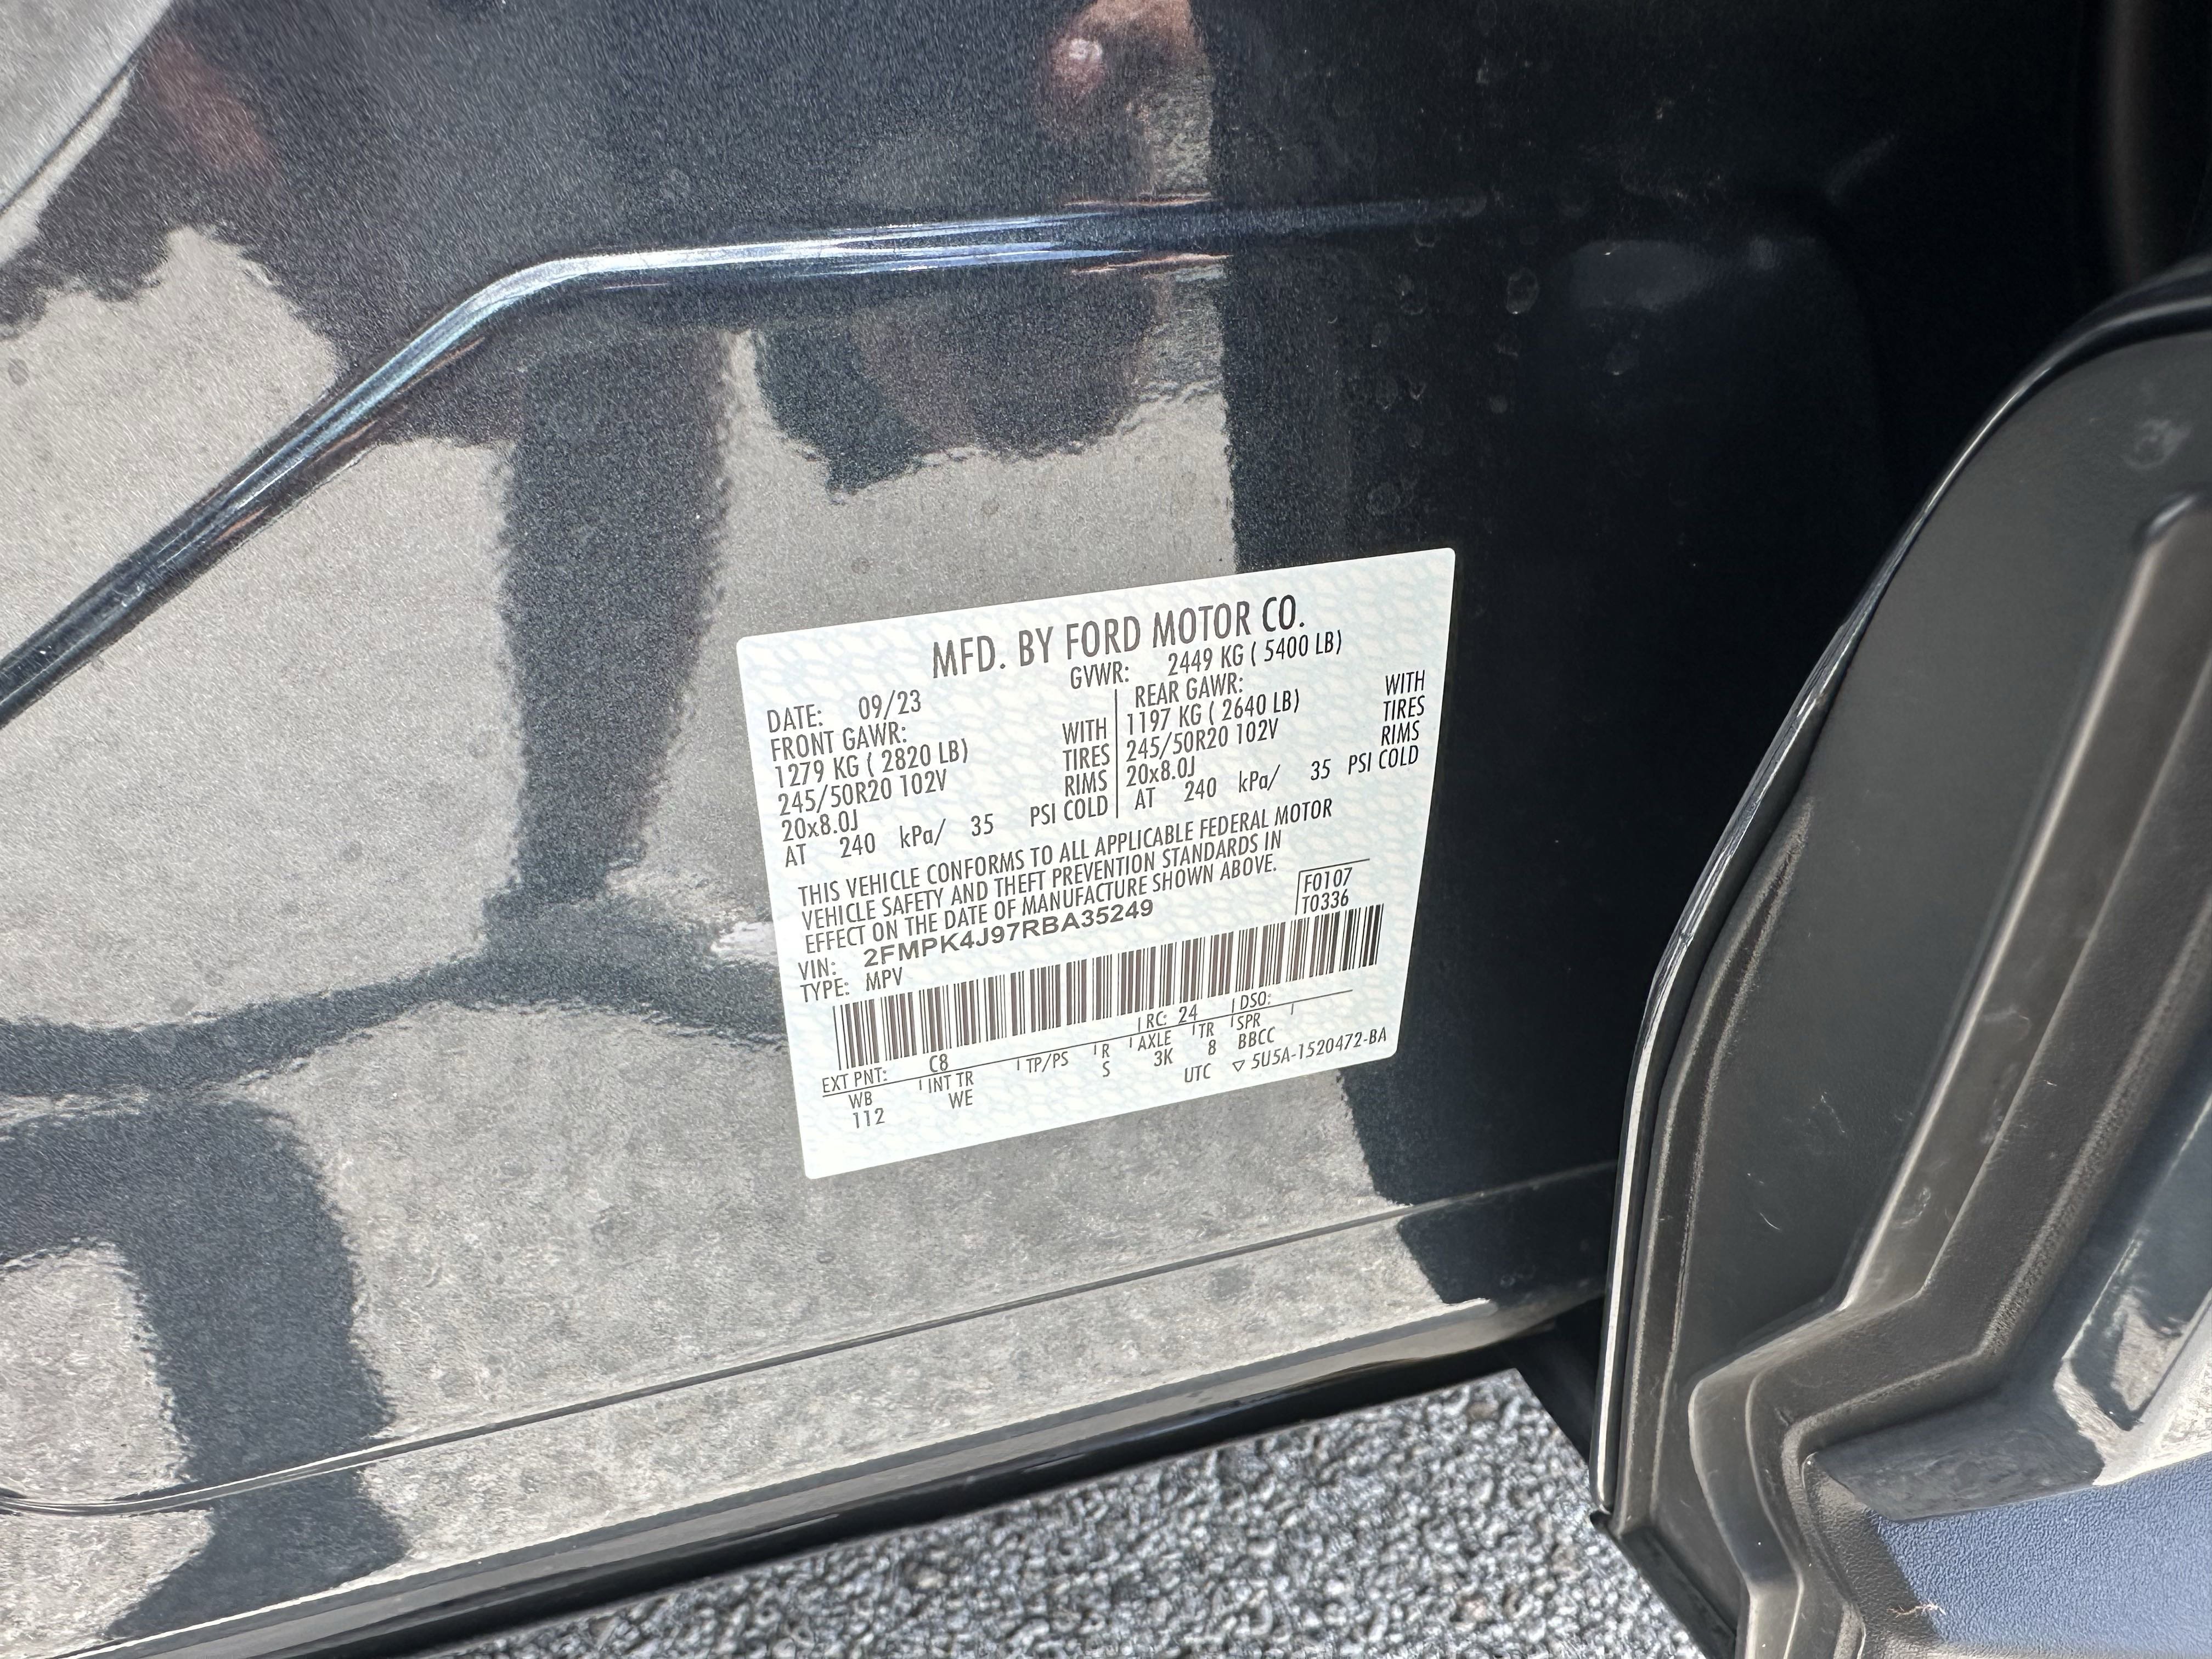 MFD. BY FORD MOTOR CO.
DATE: 09/23 GVWR: 2449 KG ( 5400 LB)
FRONT GAWR: REAR GAWR:
1279 KG ( 2820 LB) WITH 1197 KG ( 2640 LB) WITH
245/50R20 102V TIRES 245/50R20 102V TIRES
20x8.0J RIMS 20x8.0J RIMS
AT 240 kPa/ 35 PSI COLD AT 240 kPa/ 35 PSI COLD
THIS VEHICLE CONFORMS TO ALL APPLICABLE FEDERAL MOTOR
VEHICLE SAFETY AND THEFT PREVENTION STANDARDS IN
EFFECT ON THE DATE OF MANUFACTURE SHOWN ABOVE.
F0107
T0336
VIN: 2FMPK4J97RBA35249
TYPE: MPV
EXT PNT: C8 RC: 24 DSO:
WB INT TR TP/PS R AXLE TR SPR
112 WE S 3K 8 BBCC
UTC ▽ 5U5A-1520472-BA